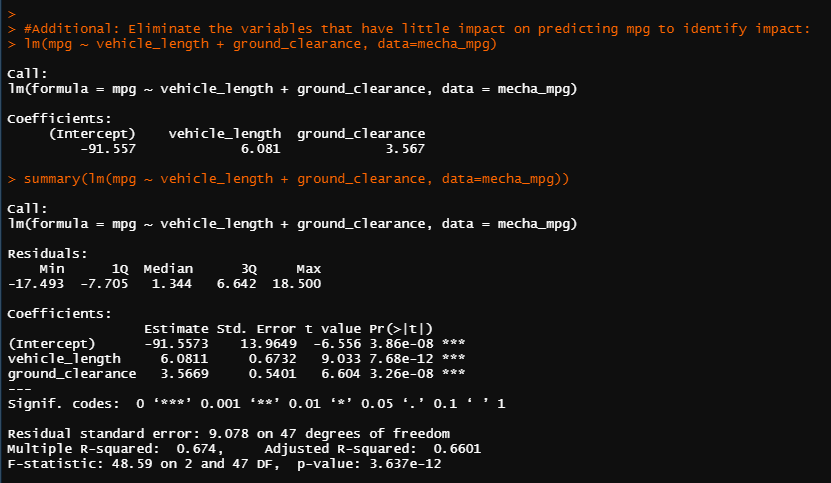 >
> #Additional: Eliminate the variables that have little impact on predicting mpg to identify impact:
> lm(mpg ~ vehicle_length + ground_clearance, data=mecha_mpg)
Call:
lm(formula = mpg ~ vehicle_length + ground_clearance, data = mecha_mpg)
Coefficients:
     (Intercept)    vehicle_length  ground_clearance
         -91.557             6.081             3.567
> summary(lm(mpg ~ vehicle_length + ground_clearance, data=mecha_mpg))
Call:
lm(formula = mpg ~ vehicle_length + ground_clearance, data = mecha_mpg)
Residuals:
    Min      1Q  Median      3Q     Max
-17.493  -7.705   1.344   6.642  18.500
Coefficients:
                 Estimate Std. Error t value Pr(>|t|)
(Intercept)      -91.5573    13.9649  -6.556 3.86e-08 ***
vehicle_length     6.0811     0.6732   9.033 7.68e-12 ***
ground_clearance   3.5669     0.5401   6.604 3.26e-08 ***
---
Signif. codes:  0 ‘***’ 0.001 ‘**’ 0.01 ‘*’ 0.05 ‘.’ 0.1 ‘ ’ 1
Residual standard error: 9.078 on 47 degrees of freedom
Multiple R-squared:  0.674,     Adjusted R-squared:  0.6601
F-statistic: 48.59 on 2 and 47 DF,  p-value: 3.637e-12